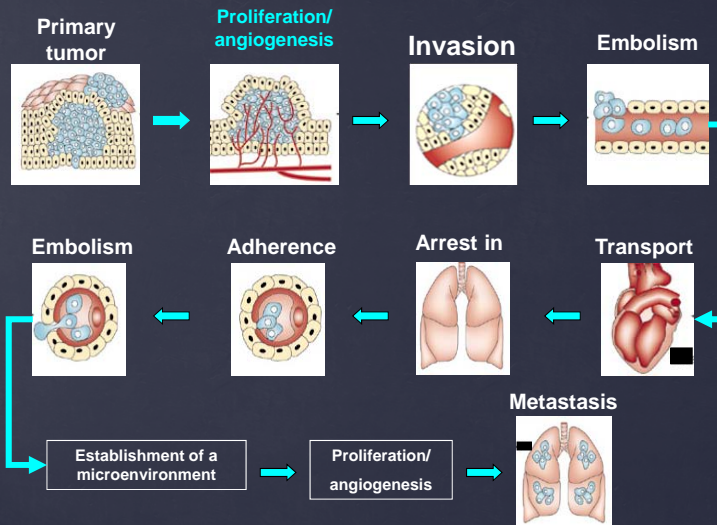 Primary
tumor
Proliferation/
angiogenesis
Invasion
Embolism
Embolism
Adherence
Arrest in
Transport
Establishment of a
microenvironment
Proliferation/
angiogenesis
Metastasis